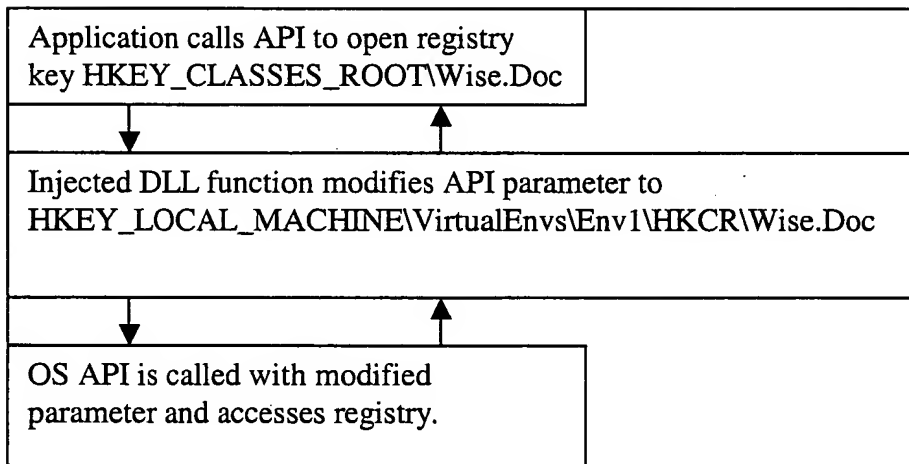 Application calls API to open registry
key HKEY_CLASSES_ROOT\Wise.Doc
Injected DLL function modifies API parameter to
HKEY_LOCAL_MACHINE\VirtualEnvs\Env1\HKCR\Wise.Doc
OS API is called with modified
parameter and accesses registry.